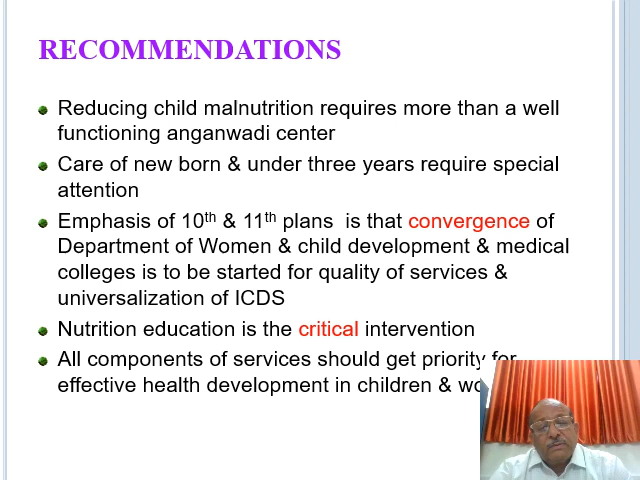 RECOMMENDATIONS
Reducing child malnutrition requires more than a well
functioning anganwadi center
Care of new born & under three years require special
attention
Emphasis of 10th & 11th plans is that convergence of
Department of Women & child development & medical
colleges is to be started for quality of services &
universalization of ICDS
Nutrition education is the critical intervention
All components of services should get priority for
effective health development in children &